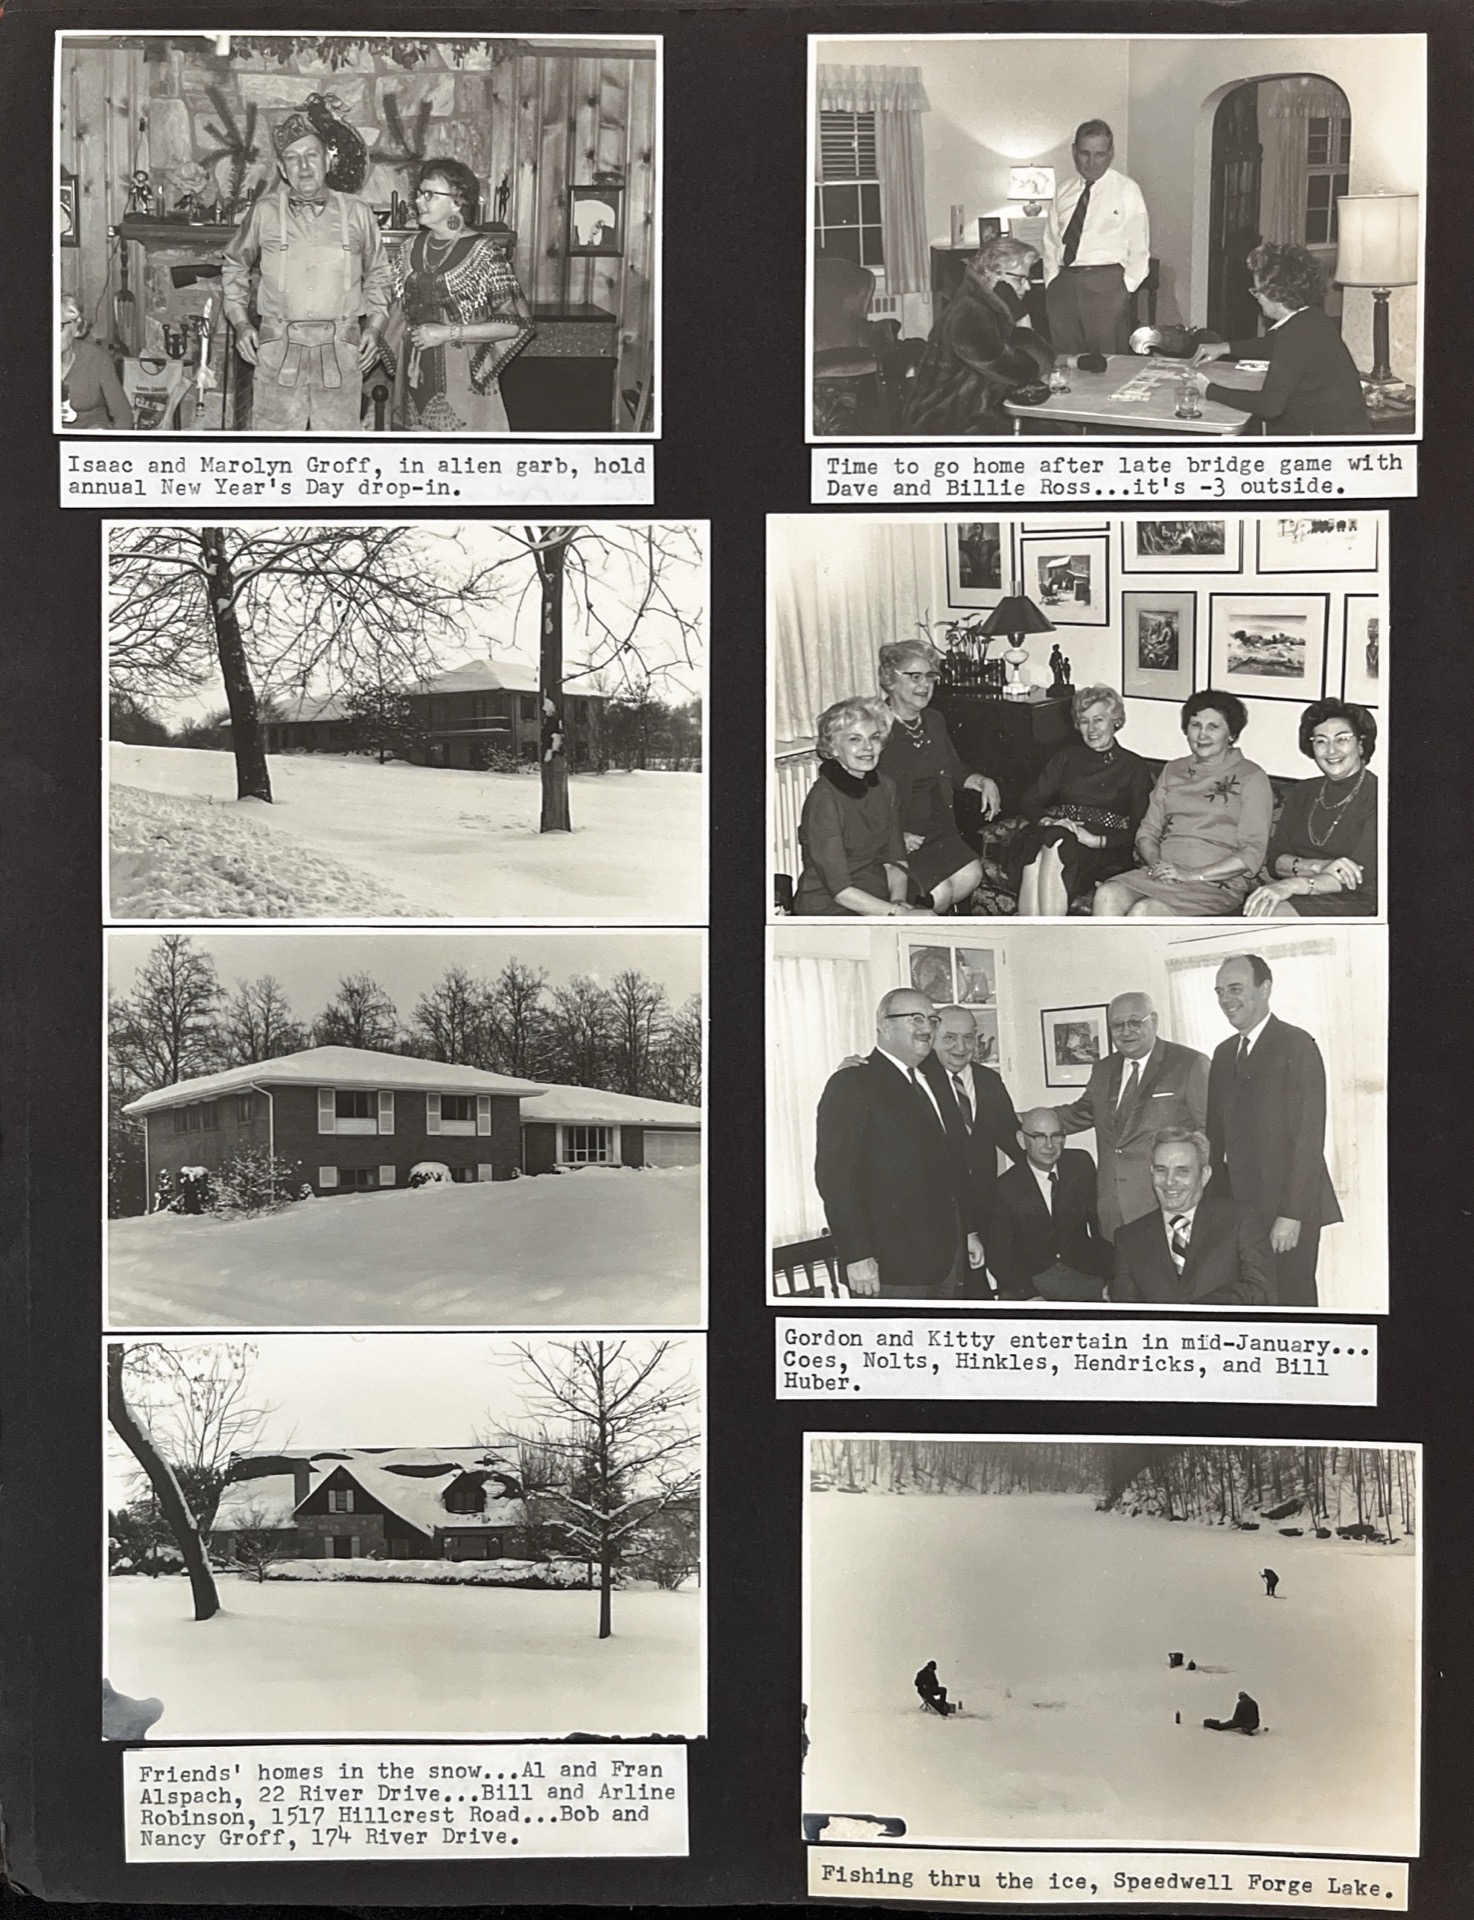 Isaac and Marolyn Groff, in alien garb, hold
annual New Year's Day drop-in.
Time to go home after late bridge game with
Dave and Billie Ross...it's -3 outside.
Gordon and Kitty entertain in mid-January...
Coes, Nolts, Hinkles, Hendricks, and Bill
Huber.
Friends' homes in the snow...Al and Fran
Alspach, 22 River Drive...Bill and Arline
Robinson, 1517 Hillcrest Road...Bob and
Nancy Groff, 174 River Drive.
Fishing thru the ice, Speedwell Forge Lake.